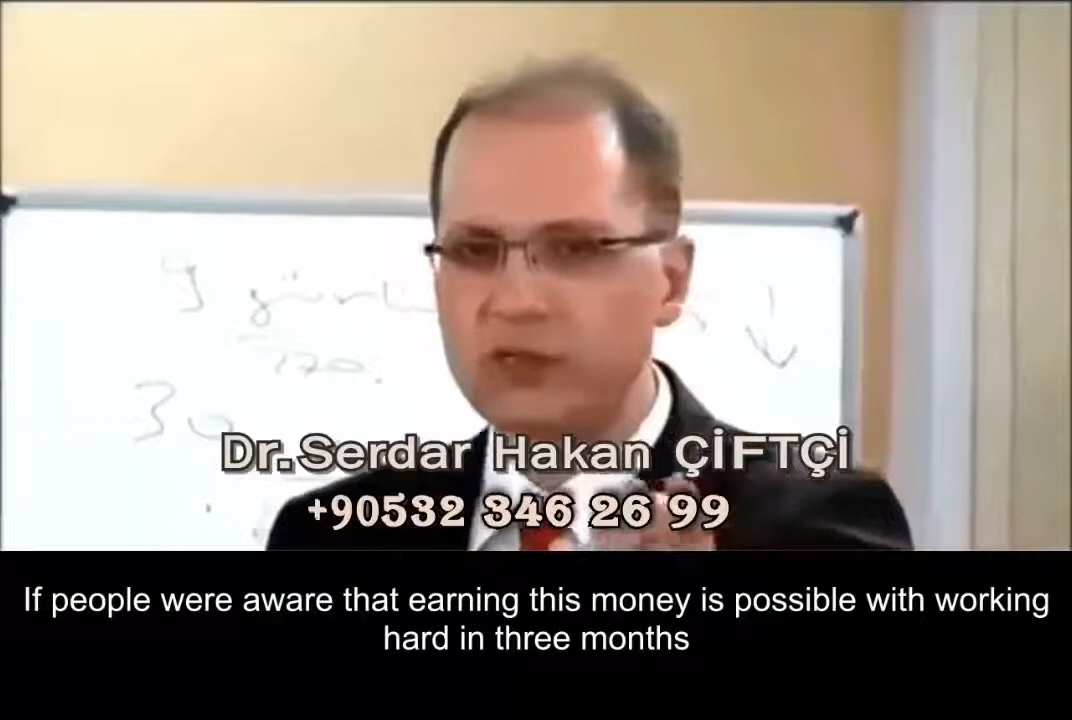 30
Dr. Serdar Hakan ÇİFTÇİ
+90532 346 26 99
If people were aware that earning this money is possible with working
hard in three months